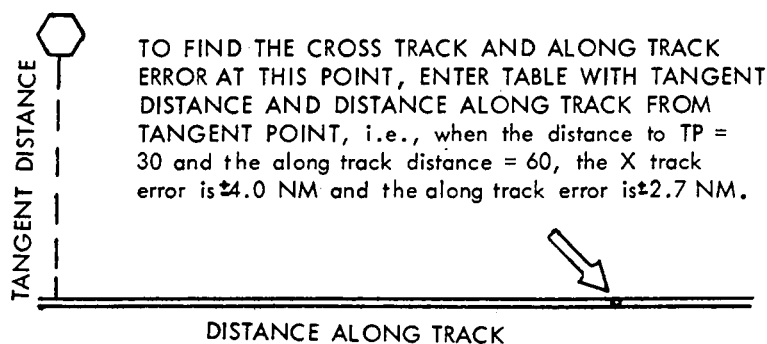 TANGENT DISTANCE
TO FIND THE CROSS TRACK AND ALONG TRACK
ERROR AT THIS POINT, ENTER TABLE WITH TANGENT
DISTANCE AND DISTANCE ALONG TRACK FROM
TANGENT POINT, i.e., when the distance to TP =
30 and the along track distance = 60, the X track
error is ±4.0 NM and the along track error is ±2.7 NM.
DISTANCE ALONG TRACK